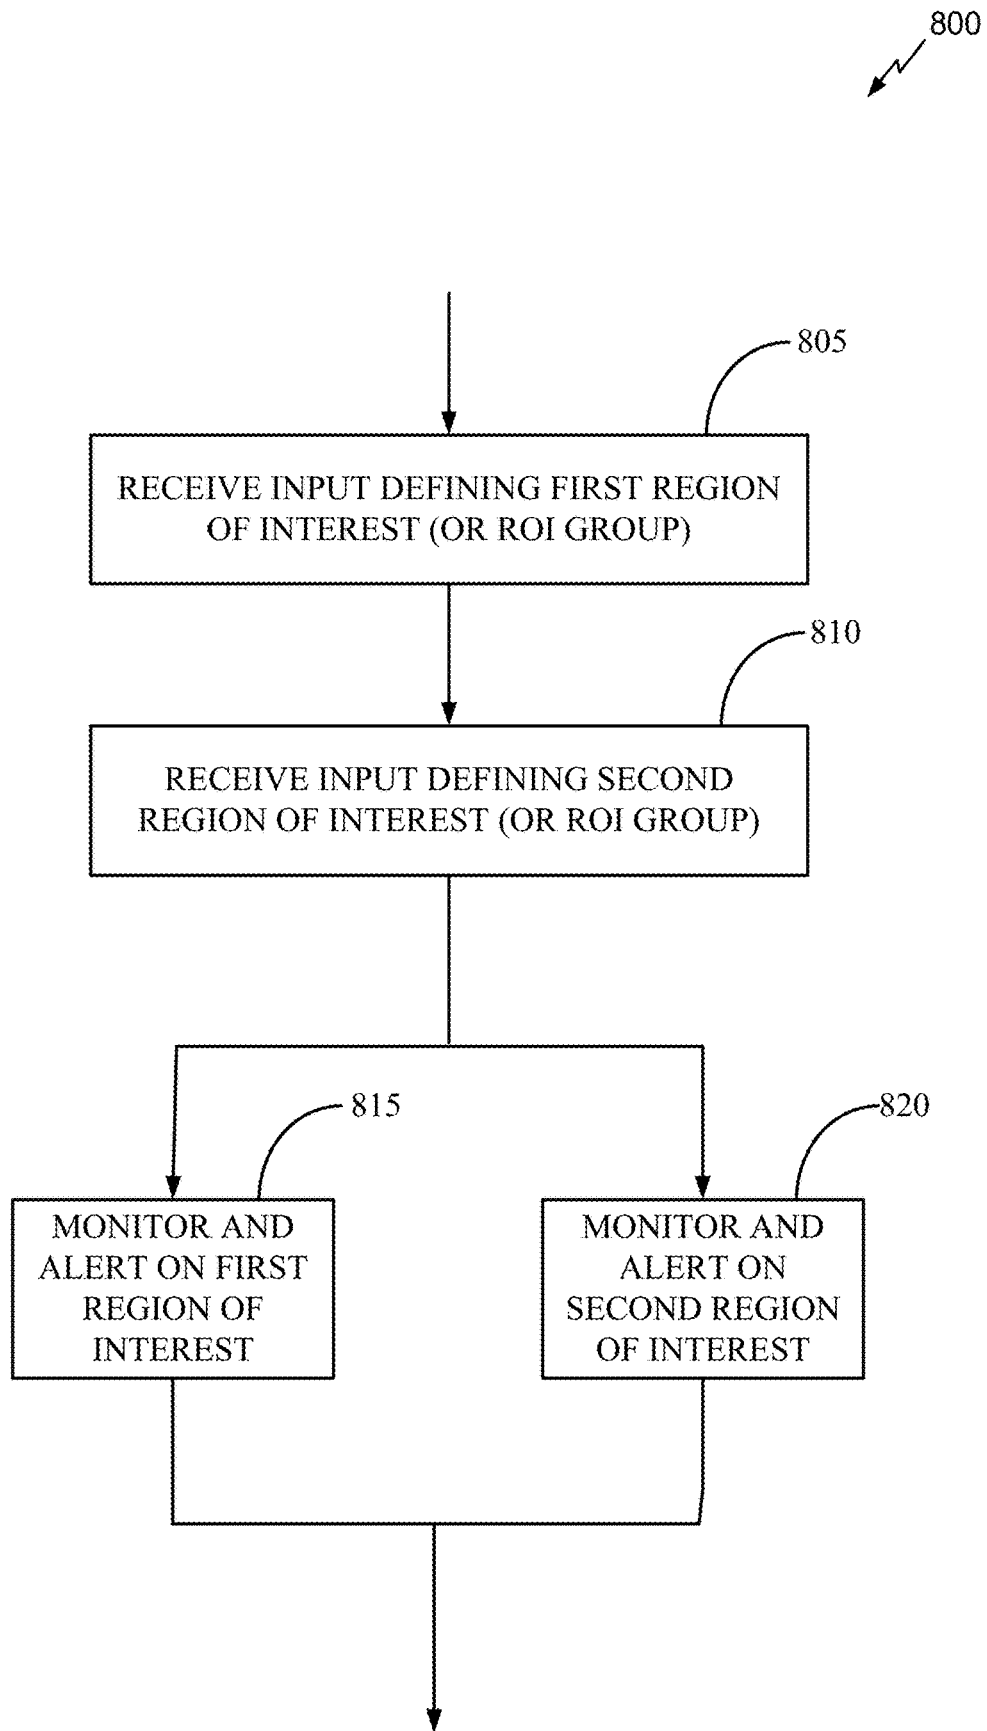 800
805
RECEIVE INPUT DEFINING FIRST REGION
OF INTEREST (OR ROI GROUP)
810
RECEIVE INPUT DEFINING SECOND
REGION OF INTEREST (OR ROI GROUP)
815
MONITOR AND
ALERT ON FIRST
REGION OF
INTEREST
820
MONITOR AND
ALERT ON
SECOND REGION
OF INTEREST